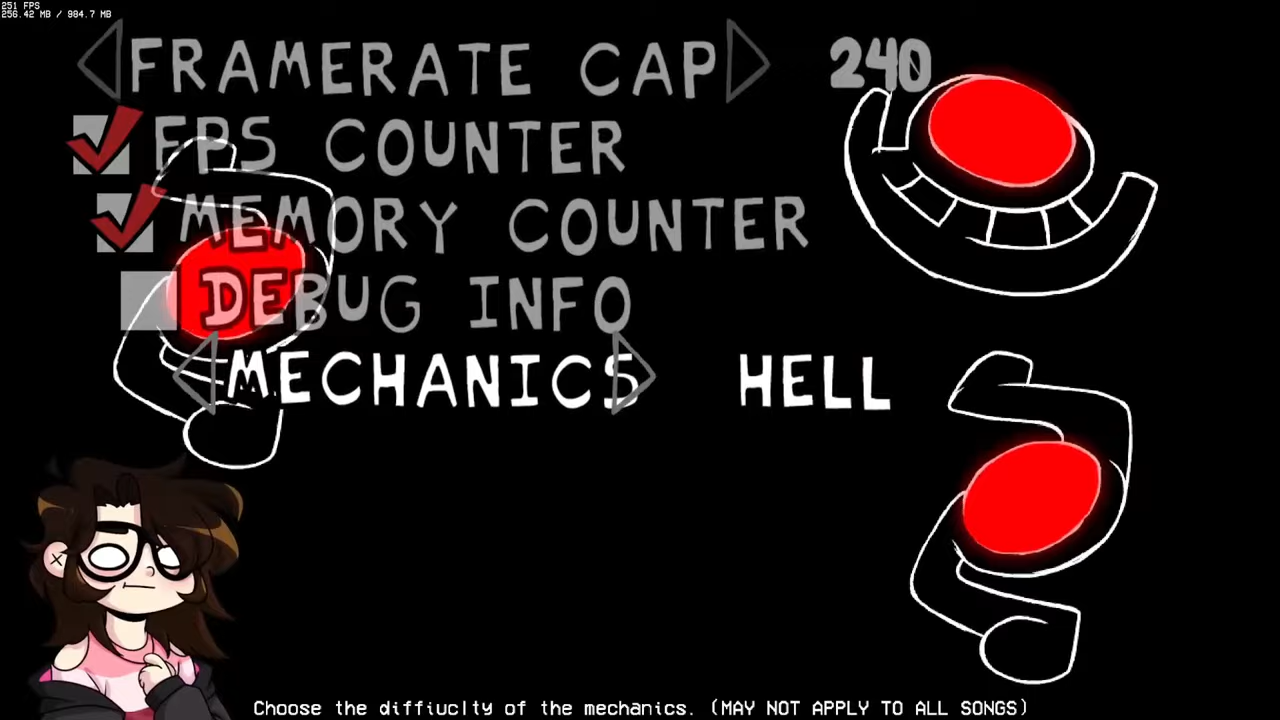 251 FPS
256.42 MB / 984.7 MB
FRAMERATE CAP 240
FPS COUNTER
MEMORY COUNTER
DEBUG INFO
MECHANICS HELL
Choose the diffiuclty of the mechanics. (MAY NOT APPLY TO ALL SONGS)